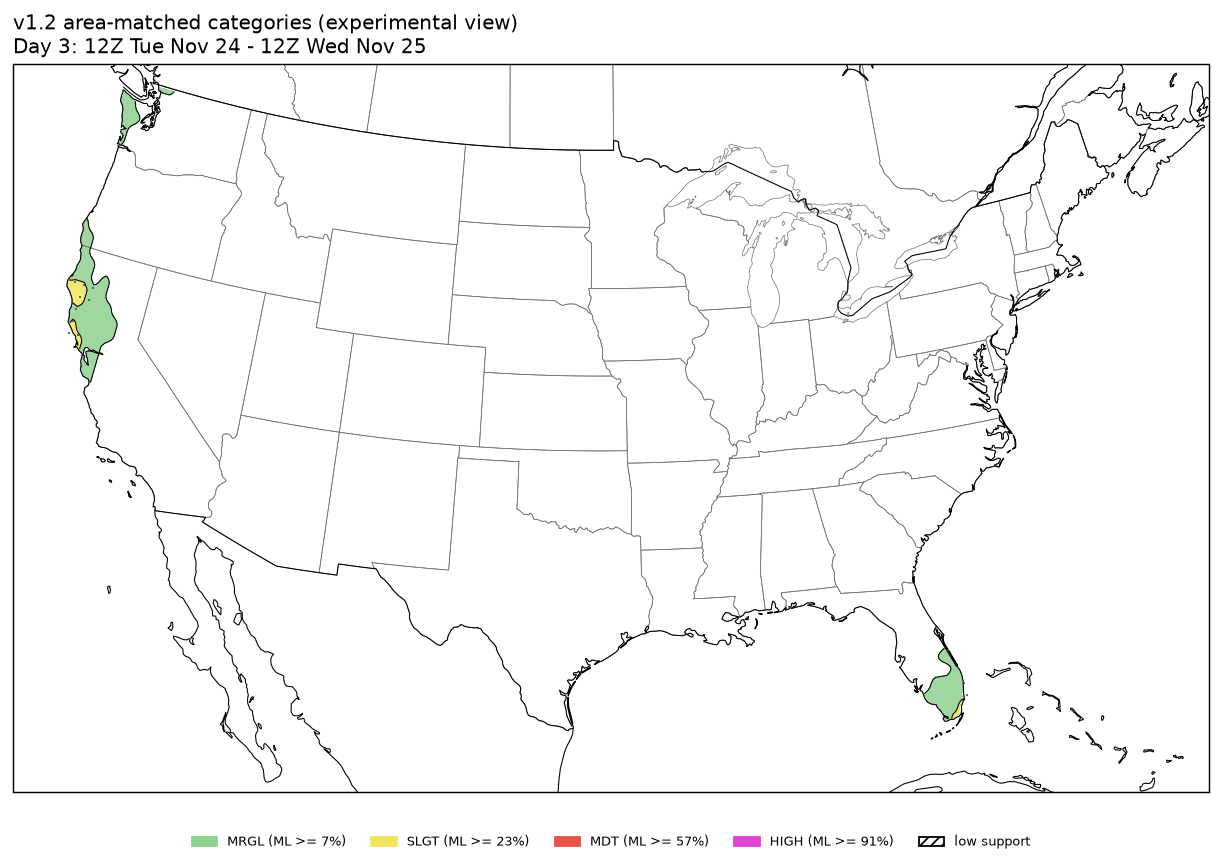 v1.2 area-matched categories (experimental view)
Day 3: 12Z Tue Nov 24 - 12Z Wed Nov 25
MRGL (ML >= 7%) SLGT (ML >= 23%) MDT (ML >= 57%) HIGH (ML >= 91%) low support